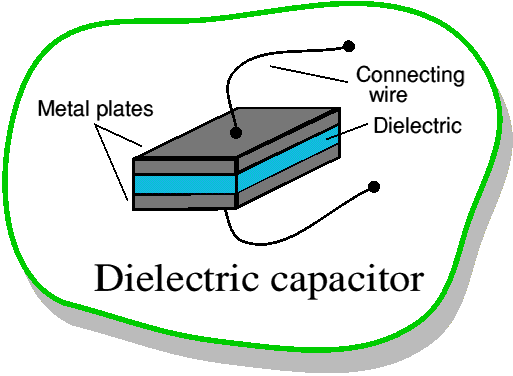 Connecting
wire
Metal plates
Dielectric
Dielectric capacitor